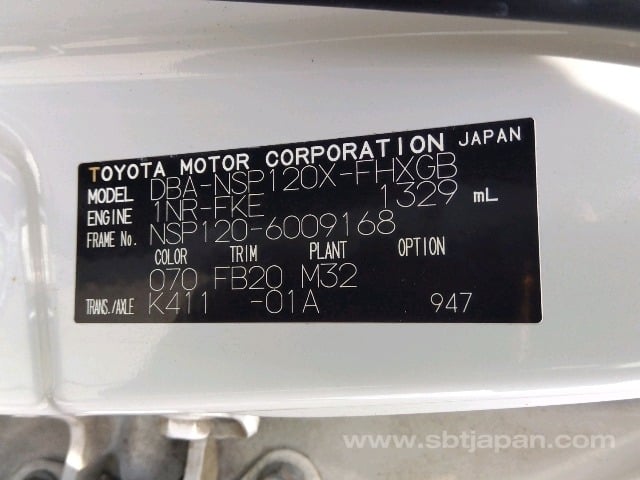 TOYOTA MOTOR CORPORATION JAPAN
MODEL DBA-NSP120X-FHXGB
ENGINE 1NR-FKE 1329 mL
FRAME No. NSP120-6009168
COLOR TRIM PLANT OPTION
070 FB20 M32
TRANS./AXLE K411 -01A 947
www.sbtjapan.com